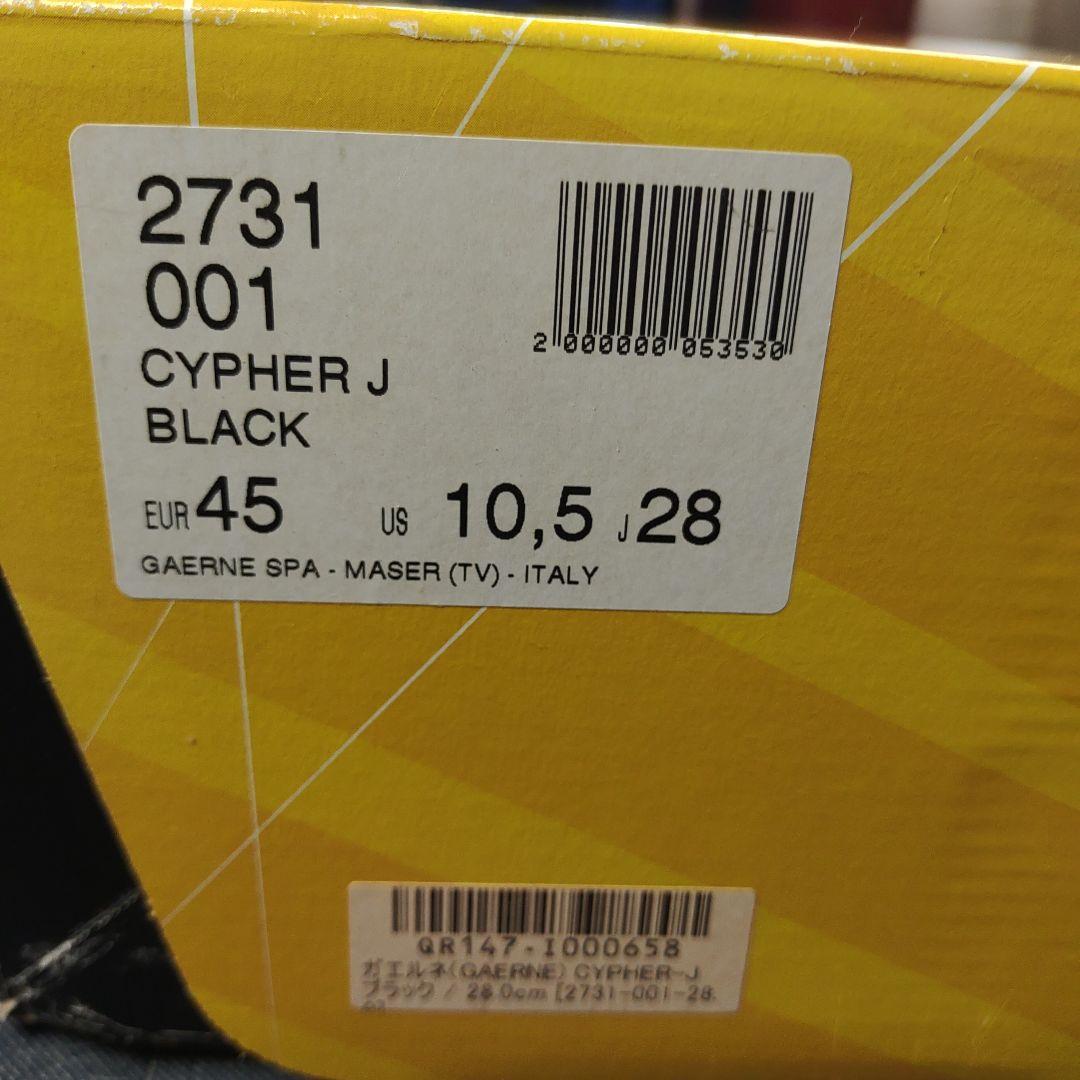 2731
001
CYPHER J
BLACK
2 000000 053530
EUR 45 US 10,5 J 28
GAERNE SPA - MASER (TV) - ITALY
QR147-I000658
ガエルネ(GAERNE) CYPHER-J
ブラック / 28.0cm [2731-001-28.